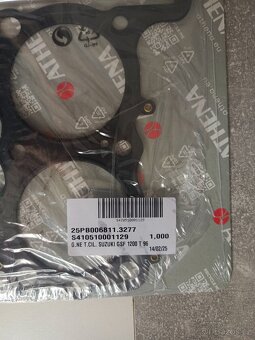 ATHENA
ATHENA
ATHENA
25PB006811.3277
S410510001129 1,000
G.NE T.CIL. SUZUKI GSF 1200 T 96
14/02/25